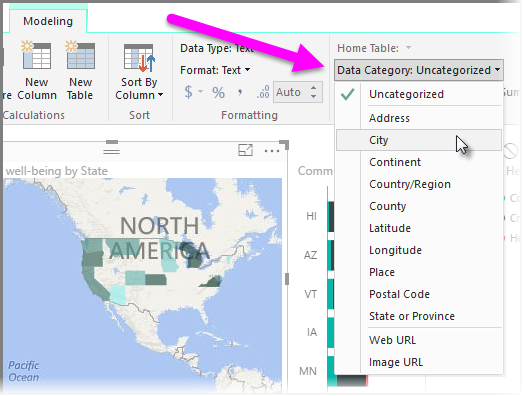 Modeling
Data Type: Text
Home Table:
New Column
New Table
Sort By Column
Format: Text
Data Category: Uncategorized
$ % , .00 Auto
Calculations
Sort
Formatting
Uncategorized
Address
City
Continent
Country/Region
County
Latitude
Longitude
Place
Postal Code
State or Province
Web URL
Image URL
well-being by State
NORTH
AMERICA
Pacific
Ocean
HI
AZ
VT
IA
MN